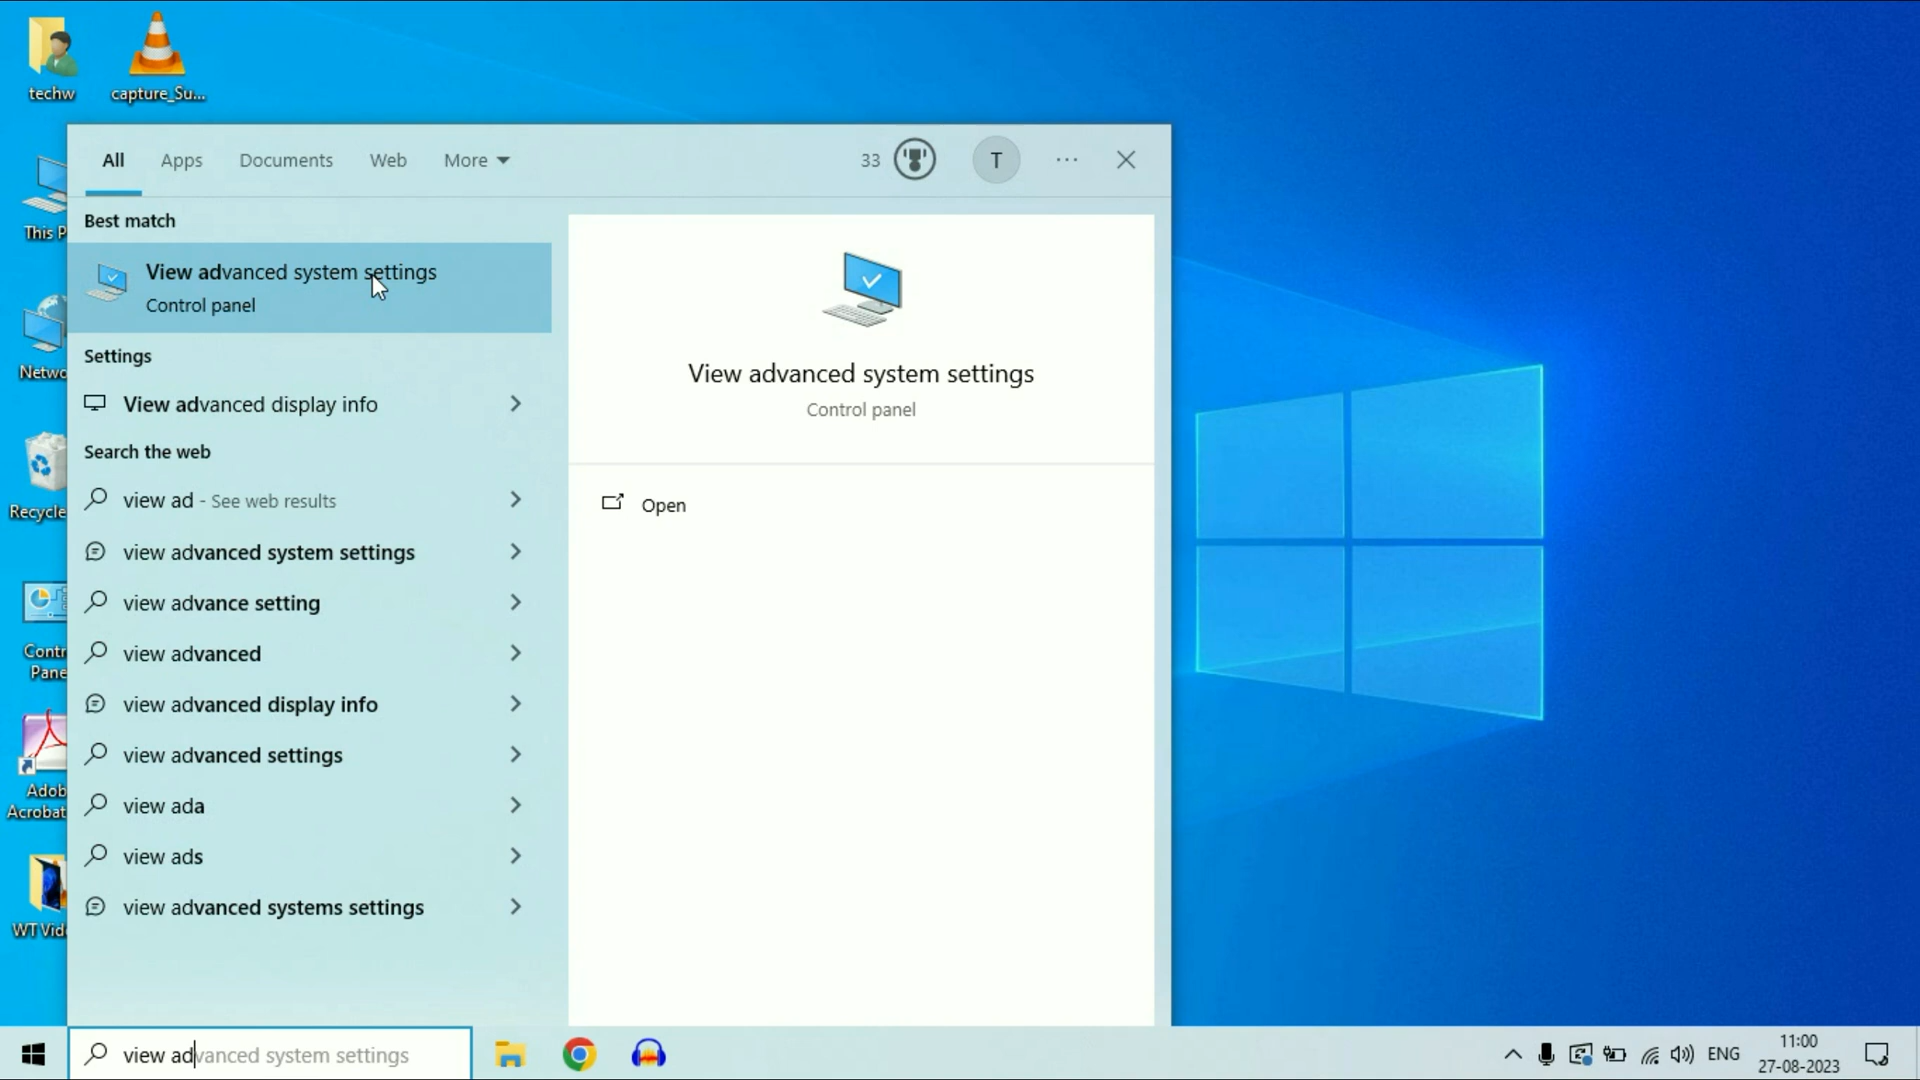 techw
capture_Su...
This P
Netwo
Recycle
Contr
Pane
Adob
Acrobat
WT Vid
All
Apps
Documents
Web
More
33
T
Best match
View advanced system settings
Control panel
Settings
View advanced display info
Search the web
view ad - See web results
view advanced system settings
view advance setting
view advanced
view advanced display info
view advanced settings
view ada
view ads
view advanced systems settings
View advanced system settings
Control panel
Open
view advanced system settings
ENG
11:00
27-08-2023